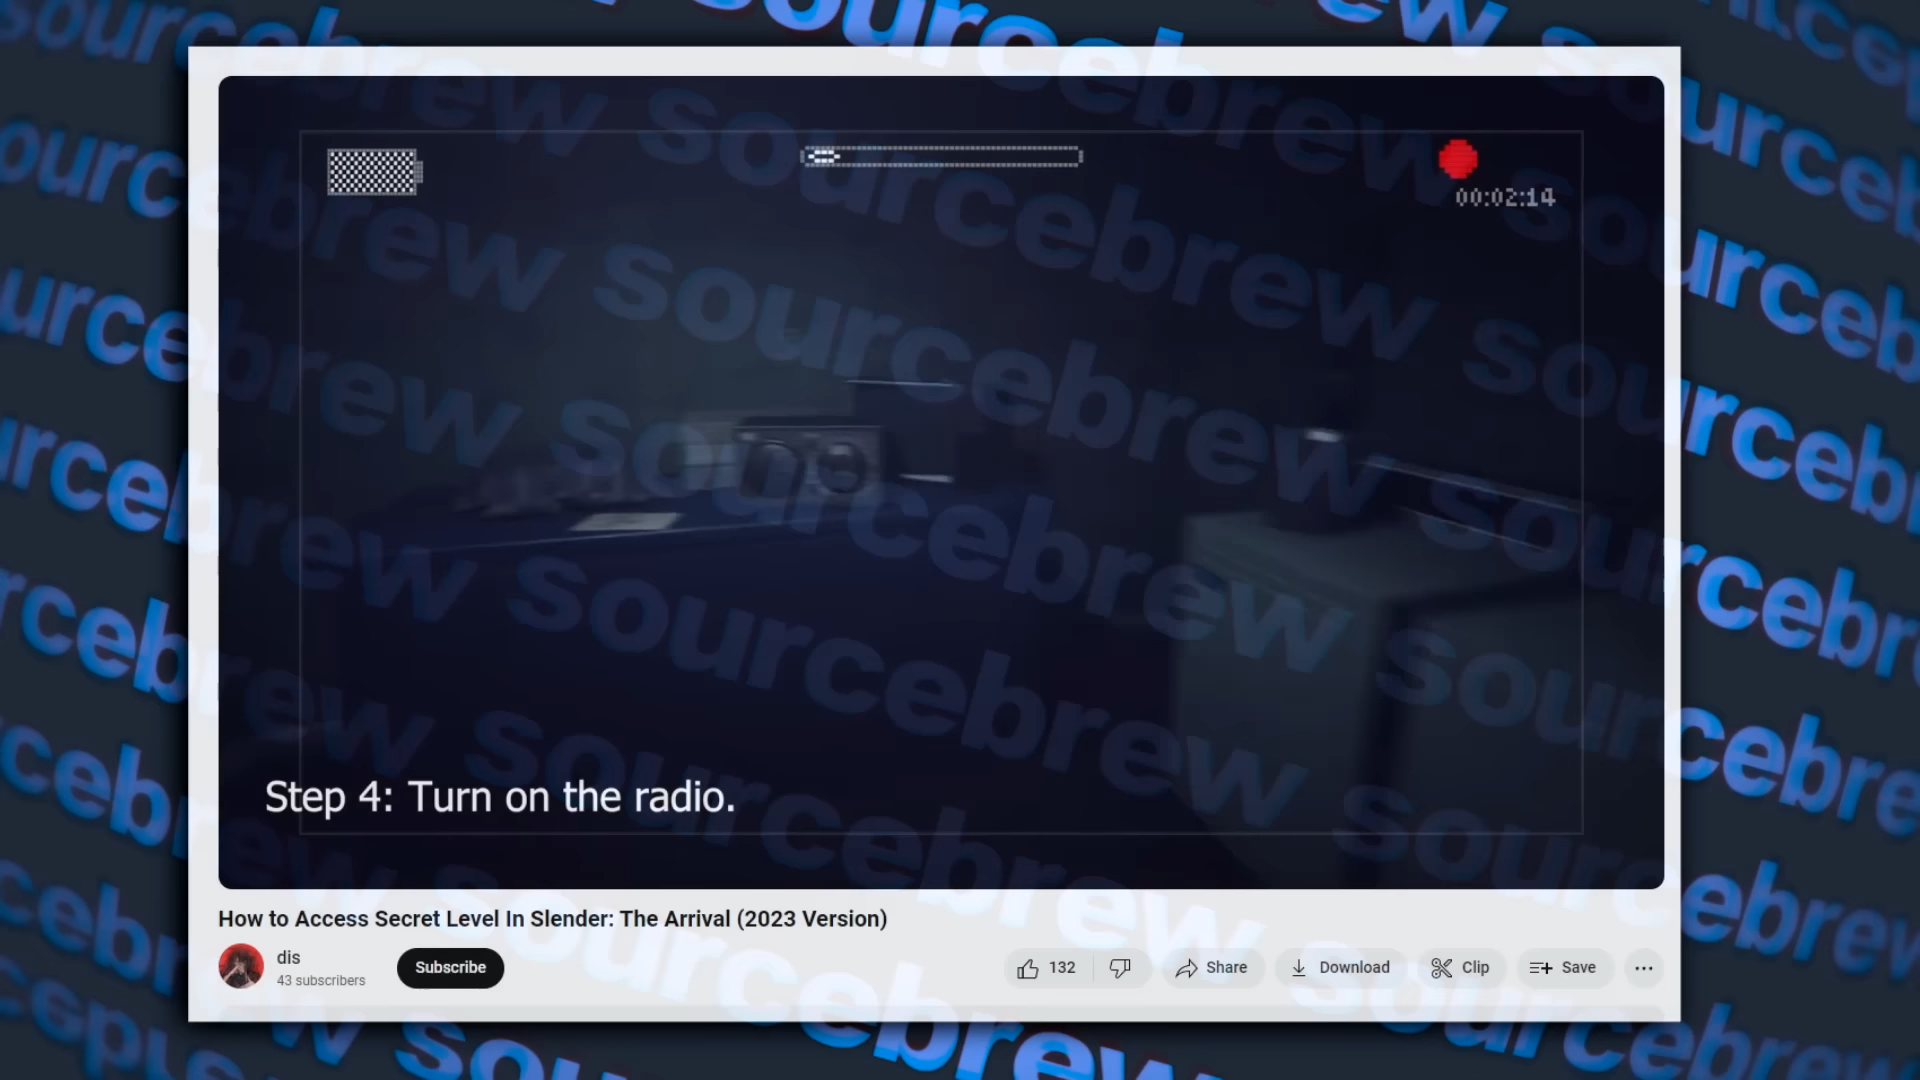 sourcebrew sourcebrew
00:02:14
Step 4: Turn on the radio.
How to Access Secret Level In Slender: The Arrival (2023 Version)
dis
43 subscribers
Subscribe
132
Share
Download
Clip
Save